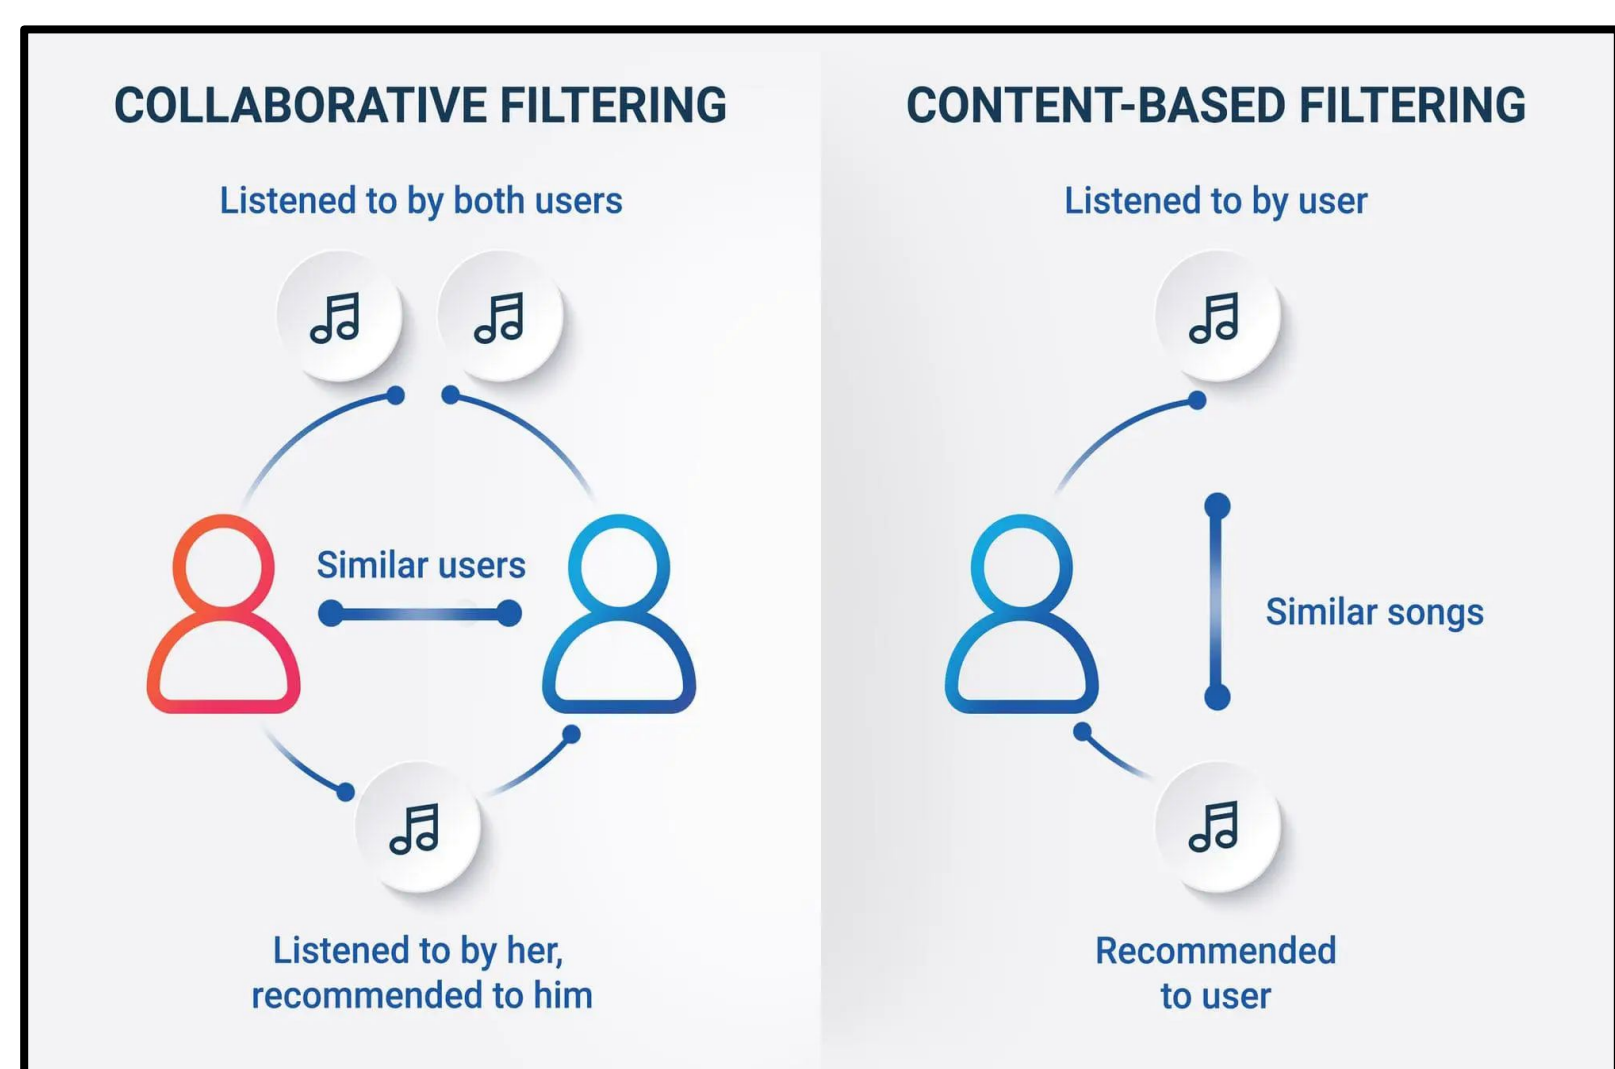 COLLABORATIVE FILTERING
Listened to by both users
Similar users
Listened to by her,
recommended to him
CONTENT-BASED FILTERING
Listened to by user
Similar songs
Recommended
to user